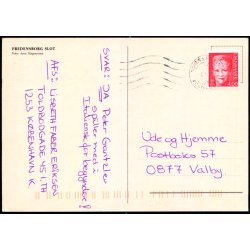 FREDENSBORG SLOT
SVAR: JA Peter Gantzler
spiller med i
Italiensk for begyndere!
AFS: LISBETH FABER ERIKSEN
TOLDBODGADE 45 1.TH
1253 KØBENHAVN K
Ude og Hjemme
Postboks 57
0877 Valby.